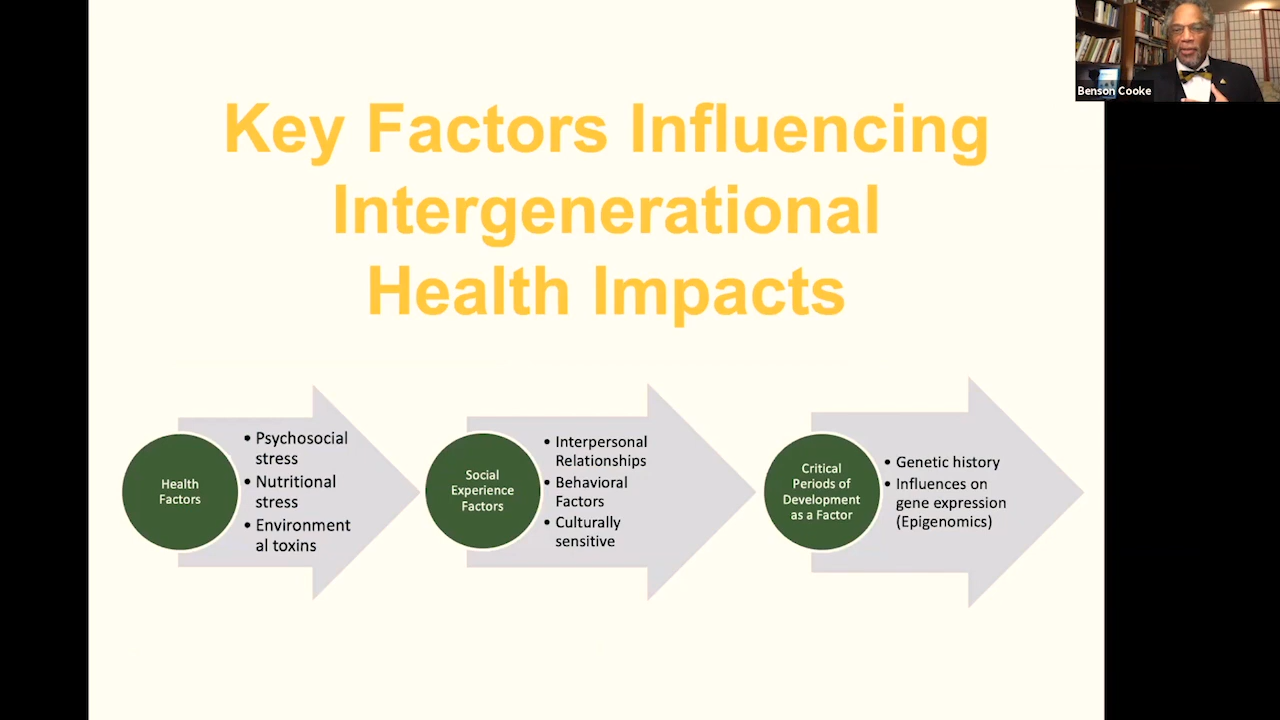 Benson Cooke
Key Factors Influencing
Intergenerational
Health Impacts
Health
Factors
• Psychosocial
stress
• Nutritional
stress
• Environment
al toxins
Social
Experience
Factors
• Interpersonal
Relationships
• Behavioral
Factors
• Culturally
sensitive
Critical
Periods of
Development
as a Factor
• Genetic history
• Influences on
gene expression
(Epigenomics)